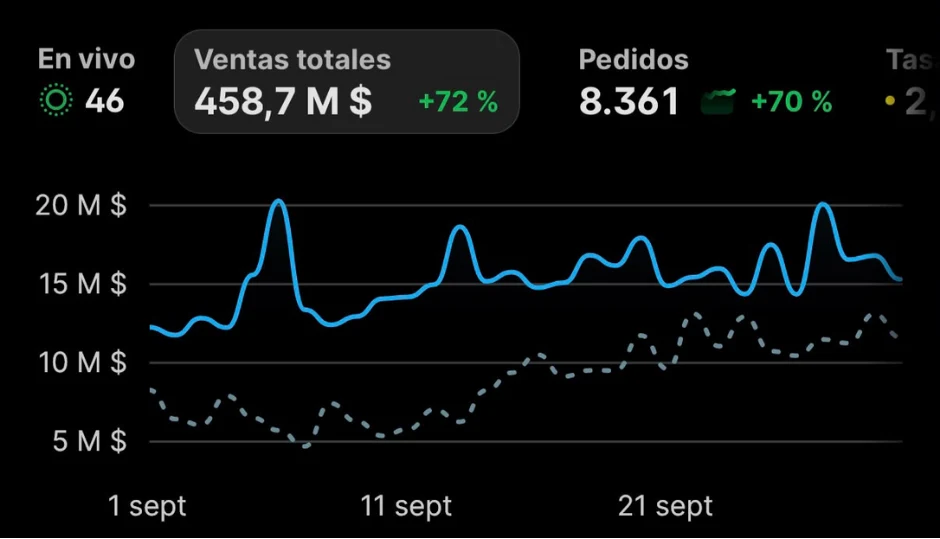 En vivo
46
Ventas totales
458,7 M $ +72 %
Pedidos
8.361 +70 %
20 M $
15 M $
10 M $
5 M $
1 sept
11 sept
21 sept